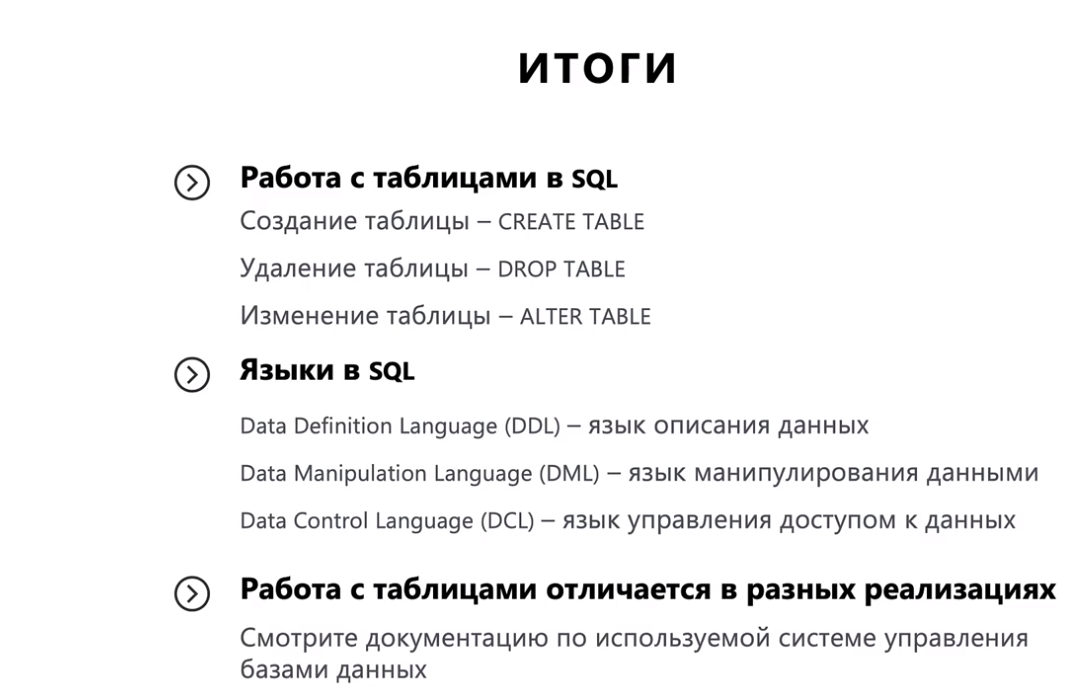 ИТОГИ
Работа с таблицами в SQL
Создание таблицы – CREATE TABLE
Удаление таблицы – DROP TABLE
Изменение таблицы – ALTER TABLE
Языки в SQL
Data Definition Language (DDL) – язык описания данных
Data Manipulation Language (DML) – язык манипулирования данными
Data Control Language (DCL) – язык управления доступом к данных
Работа с таблицами отличается в разных реализациях
Смотрите документацию по используемой системе управления
базами данных